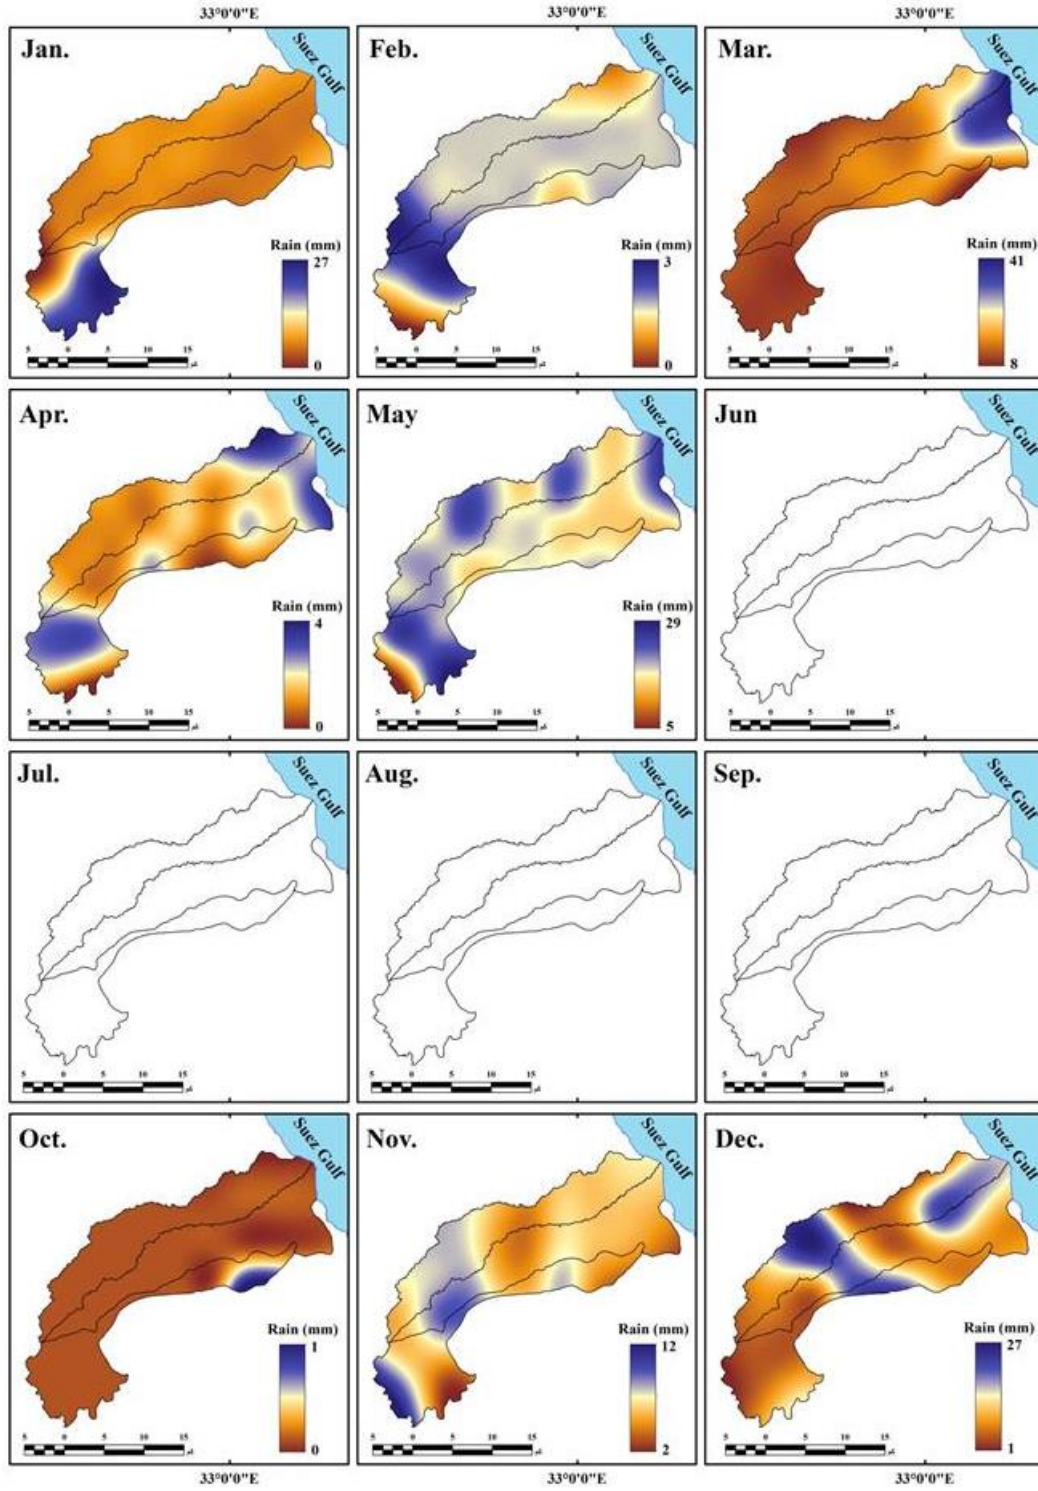 33°0'0"E 33°0'0"E
Jan.
Suez Gulf
Rain (mm)
27
0
5 0 5 10 15
Feb.
Suez Gulf
Rain (mm)
3
0
5 0 5 10 15
Mar.
Suez Gulf
Rain (mm)
41
8
5 0 5 10 15
Apr.
Suez Gulf
Rain (mm)
4
0
5 0 5 10 15
May
Suez Gulf
Rain (mm)
29
5
5 0 5 10 15
Jun
Suez Gulf
5 0 5 10 15
Jul.
Suez Gulf
5 0 5 10 15
Aug.
Suez Gulf
5 0 5 10 15
Sep.
Suez Gulf
5 0 5 10 15
Oct.
Suez Gulf
Rain (mm)
1
0
5 0 5 10 15
Nov.
Suez Gulf
Rain (mm)
12
2
5 0 5 10 15
Dec.
Suez Gulf
Rain (mm)
27
1
5 0 5 10 15
33°0'0"E 33°0'0"E 33°0'0"E